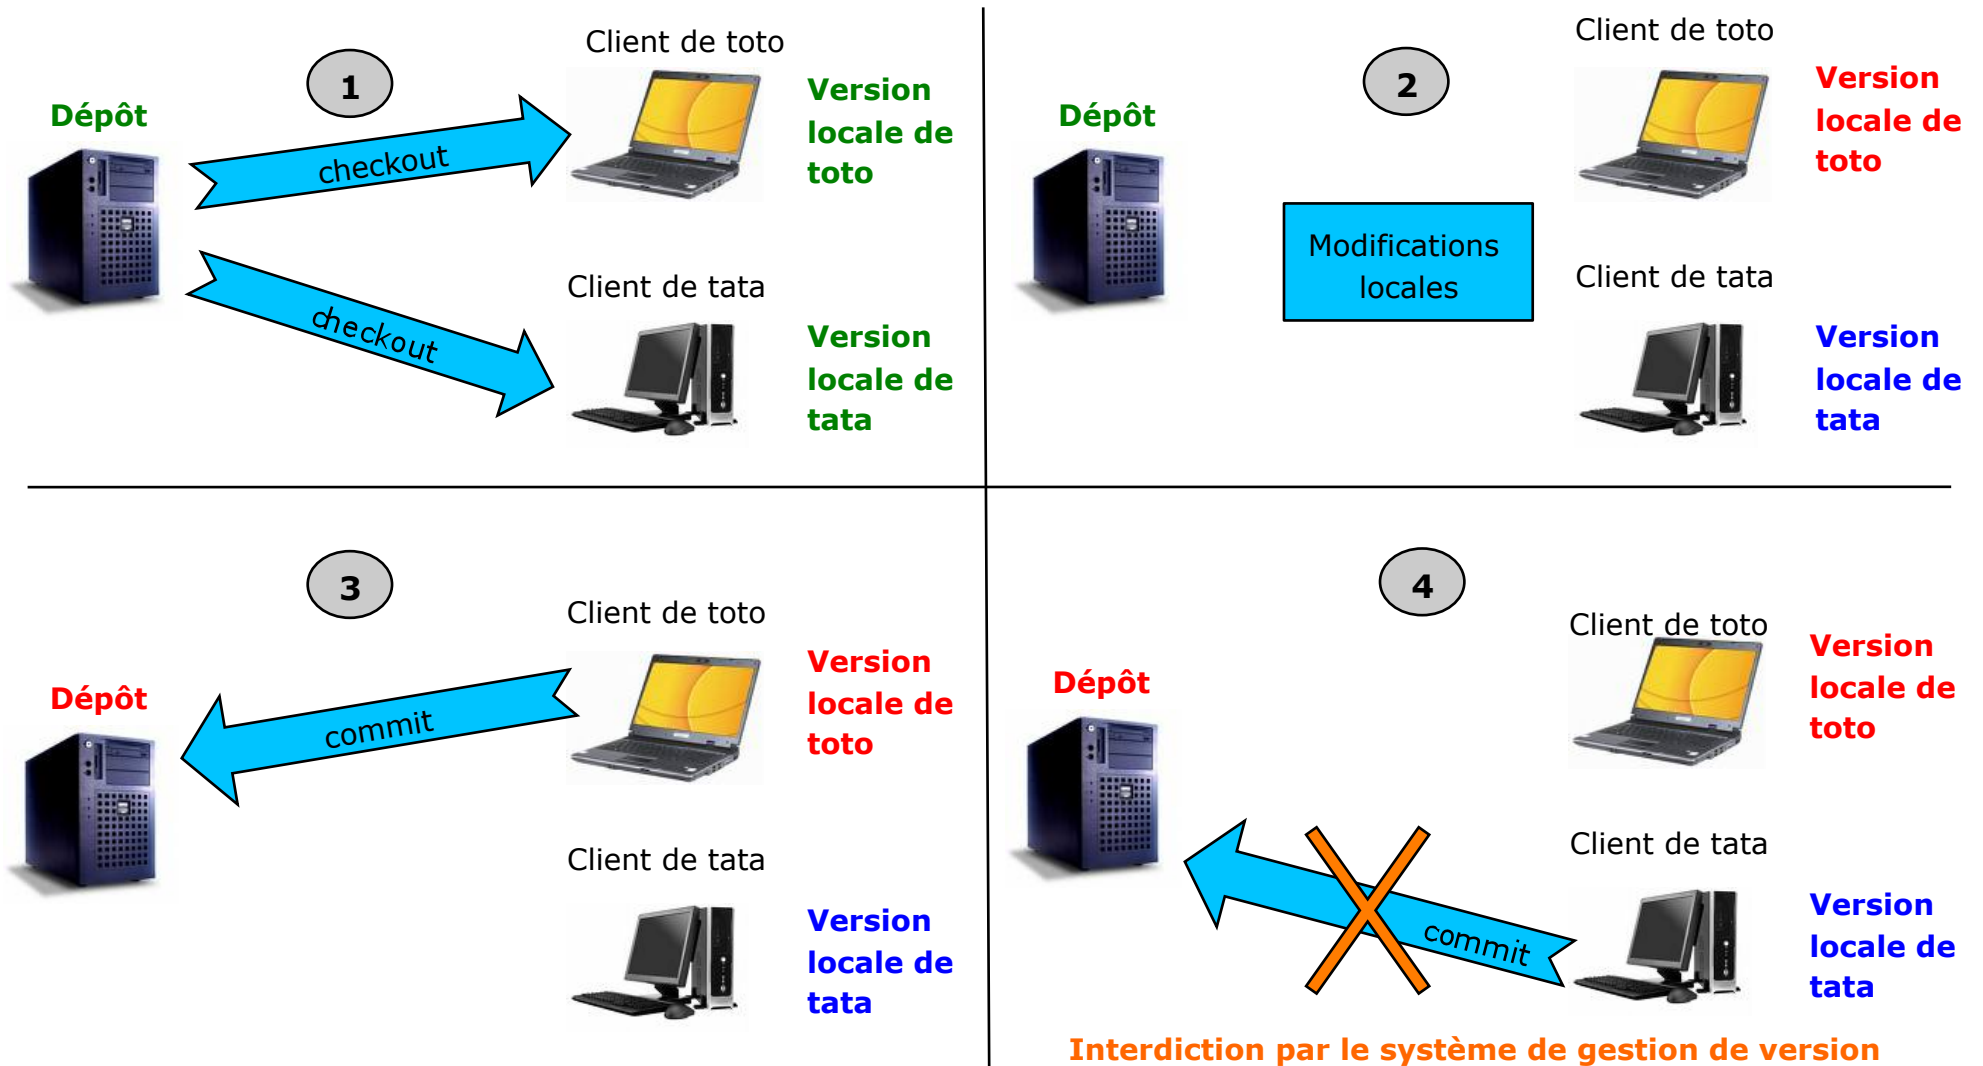 1
Client de toto
Dépôt
checkout
Version
locale de
toto
checkout
Client de tata
Version
locale de
tata
2
Client de toto
Dépôt
Version
locale de
toto
Modifications
locales
Client de tata
Version
locale de
tata
3
Client de toto
Dépôt
commit
Version
locale de
toto
Client de tata
Version
locale de
tata
4
Client de toto
Dépôt
Version
locale de
toto
Client de tata
commit
Version
locale de
tata
Interdiction par le système de gestion de version